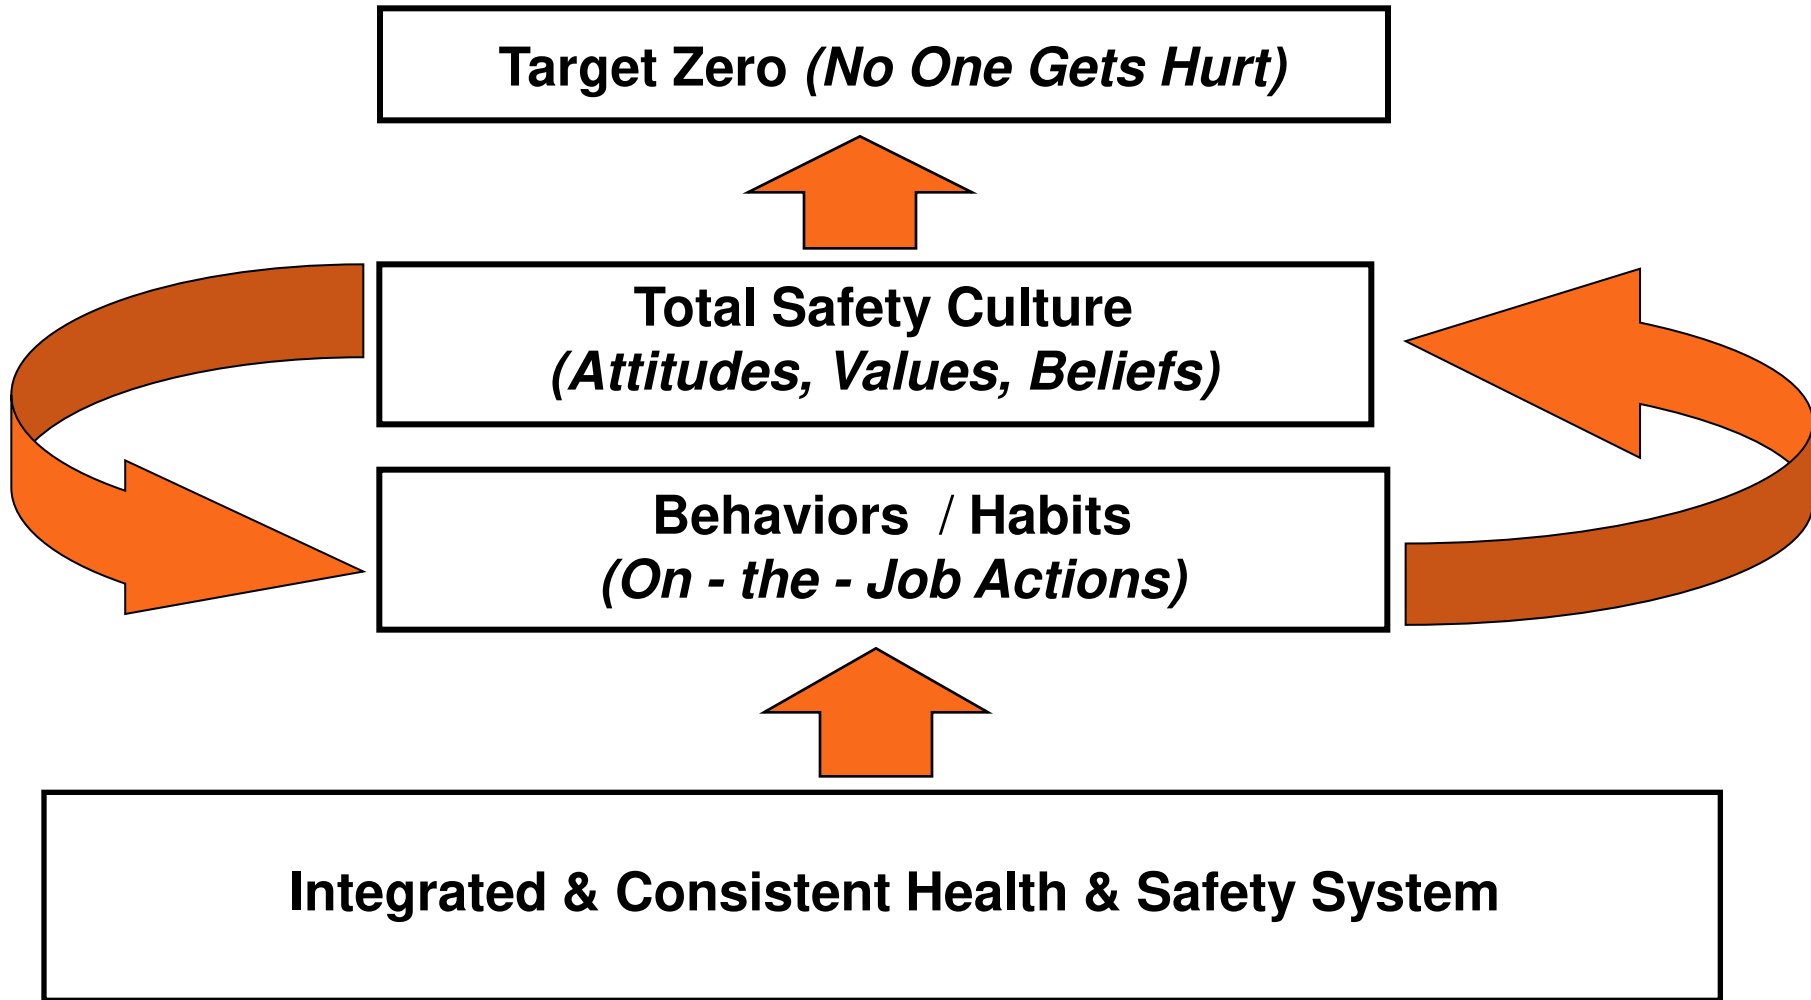 Target Zero (No One Gets Hurt)
Total Safety Culture
(Attitudes, Values, Beliefs)
Behaviors / Habits
(On - the - Job Actions)
Integrated & Consistent Health & Safety System